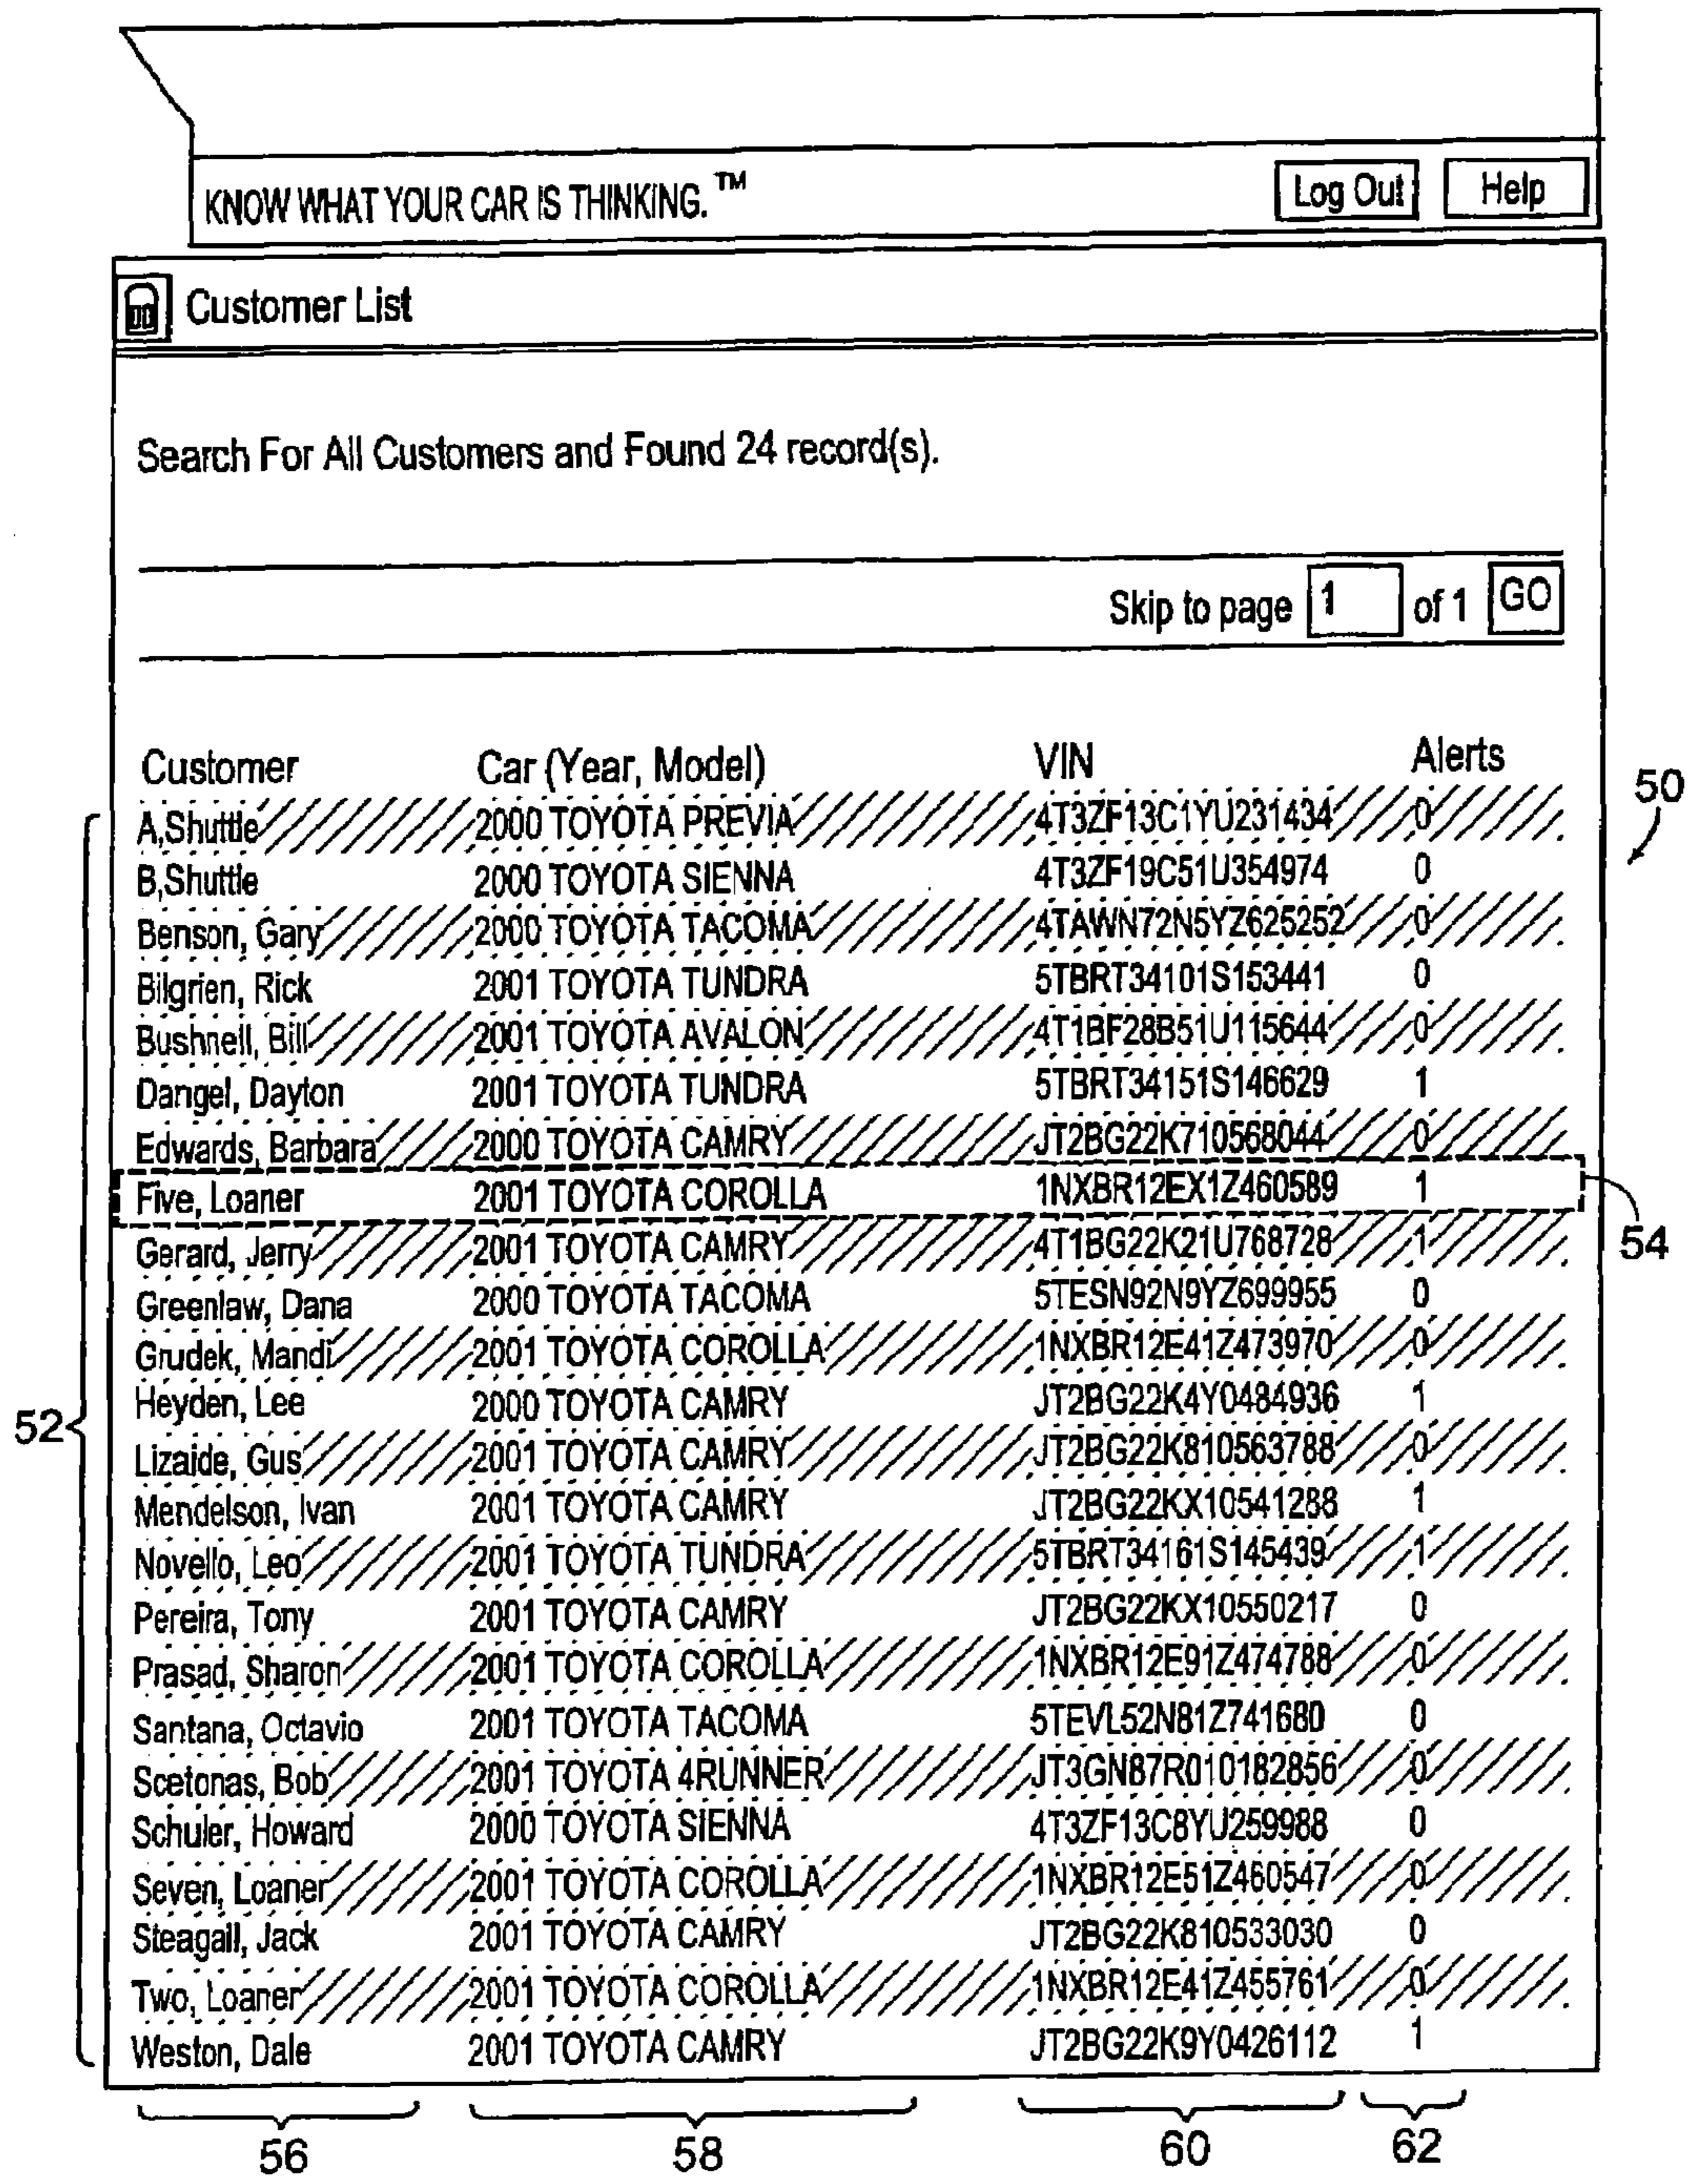 KNOW WHAT YOUR CAR IS THINKING.™ Log Out Help
Customer List
Search For All Customers and Found 24 record(s).
Skip to page 1 of 1 GO
Customer Car (Year, Model) VIN Alerts
A,Shuttle 2000 TOYOTA PREVIA 4T3ZF13C1YU231434 0
50
B,Shuttle 2000 TOYOTA SIENNA 4T3ZF19C51U354974 0
Benson, Gary 2000 TOYOTA TACOMA 4TAWN72N5YZ625252 0
Bilgrien, Rick 2001 TOYOTA TUNDRA 5TBRT34101S153441 0
Bushnell, Bill 2001 TOYOTA AVALON 4T1BF28B51U115644 0
Dangel, Dayton 2001 TOYOTA TUNDRA 5TBRT34151S146629 1
Edwards, Barbara 2000 TOYOTA CAMRY JT2BG22K710568044 0
Five, Loaner 2001 TOYOTA COROLLA 1NXBR12EX1Z460589 1
54
Gerard, Jerry 2001 TOYOTA CAMRY 4T1BG22K21U768728 1
Greenlaw, Dana 2000 TOYOTA TACOMA 5TESN92N9YZ699955 0
Grudek, Mandi 2001 TOYOTA COROLLA 1NXBR12E41Z473970 0
Heyden, Lee 2000 TOYOTA CAMRY JT2BG22K4Y0484936 1
52
Lizaide, Gus 2001 TOYOTA CAMRY JT2BG22K810563788 0
Mendelson, Ivan 2001 TOYOTA CAMRY JT2BG22KX10541288 1
Novello, Leo 2001 TOYOTA TUNDRA 5TBRT34161S145439 1
Pereira, Tony 2001 TOYOTA CAMRY JT2BG22KX10550217 0
Prasad, Sharon 2001 TOYOTA COROLLA 1NXBR12E91Z474788 0
Santana, Octavio 2001 TOYOTA TACOMA 5TEVL52N81Z741680 0
Scetonas, Bob 2001 TOYOTA 4RUNNER JT3GN87R010182856 0
Schuler, Howard 2000 TOYOTA SIENNA 4T3ZF13C8YU259988 0
Seven, Loaner 2001 TOYOTA COROLLA 1NXBR12E51Z460547 0
Steagall, Jack 2001 TOYOTA CAMRY JT2BG22K810533030 0
Two, Loaner 2001 TOYOTA COROLLA 1NXBR12E41Z455761 0
Weston, Dale 2001 TOYOTA CAMRY JT2BG22K9Y0426112 1
56 58 60 62